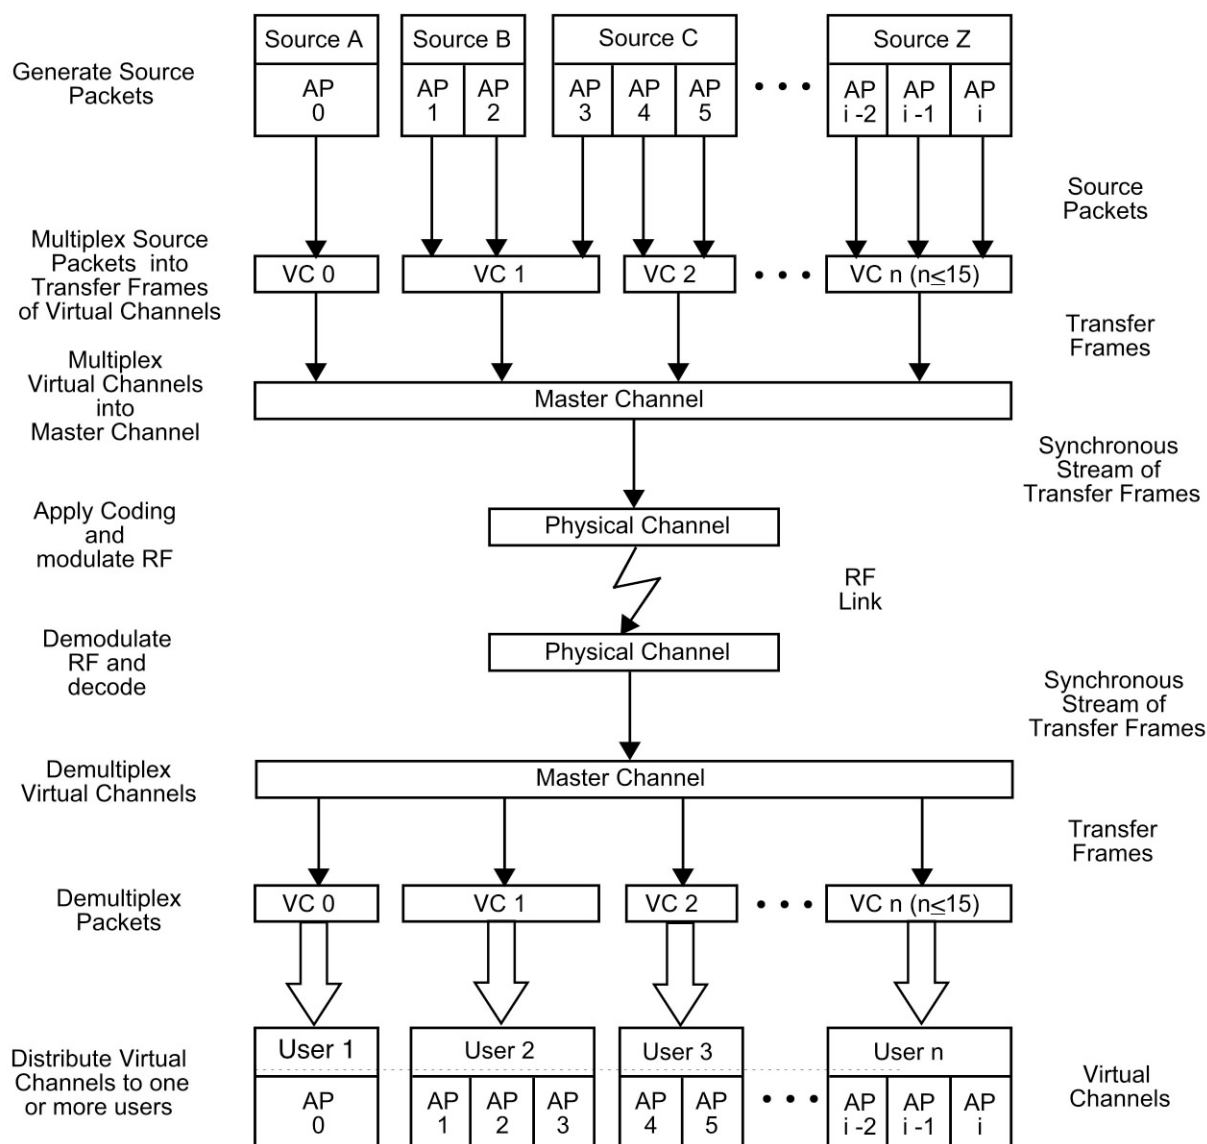 Source A
Source B
Source C
Source Z
Generate Source
Packets
AP
0
AP
1
AP
2
AP
3
AP
4
AP
5
• • •
AP
i -2
AP
i -1
AP
i
Source
Packets
Multiplex Source
Packets into
Transfer Frames
of Virtual Channels
VC 0
VC 1
VC 2
• • •
VC n (n≤15)
Transfer
Frames
Multiplex
Virtual Channels
into
Master Channel
Master Channel
Synchronous
Stream of
Transfer Frames
Apply Coding
and
modulate RF
Physical Channel
RF
Link
Demodulate
RF and
decode
Physical Channel
Synchronous
Stream of
Transfer Frames
Demultiplex
Virtual Channels
Master Channel
Transfer
Frames
Demultiplex
Packets
VC 0
VC 1
VC 2
• • •
VC n (n≤15)
Distribute Virtual
Channels to one
or more users
User 1
User 2
User 3
User n
AP
0
AP
1
AP
2
AP
3
AP
4
AP
5
• • •
AP
i -2
AP
i -1
AP
i
Virtual
Channels